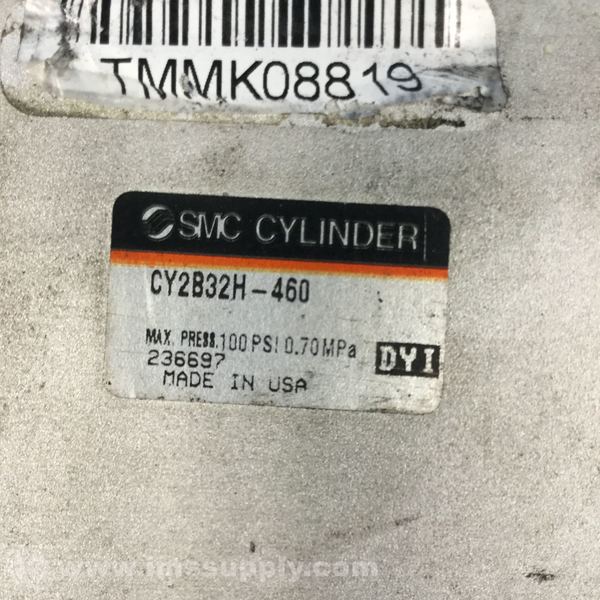 TMMK08819
SMC CYLINDER
CY2B32H-460
MAX. PRESS. 100 PSI 0.70MPa
236697
DYI
MADE IN USA
www.imssupply.com